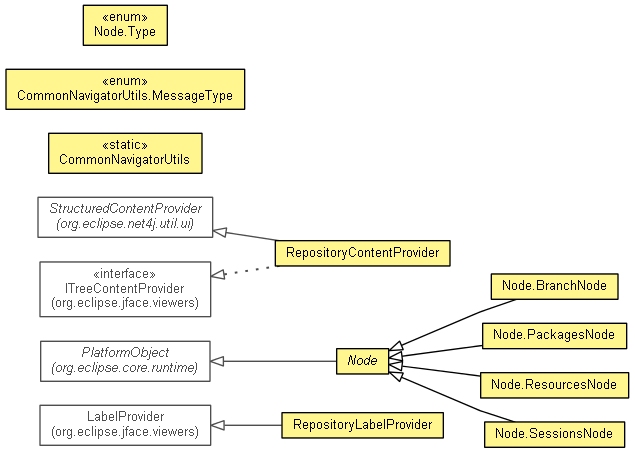 «enum»
Node.Type
«enum»
CommonNavigatorUtils.MessageType
«static»
CommonNavigatorUtils
StructuredContentProvider
(org.eclipse.net4j.util.ui)
RepositoryContentProvider
«interface»
ITreeContentProvider
(org.eclipse.jface.viewers)
Node.BranchNode
Node.PackagesNode
PlatformObject
(org.eclipse.core.runtime)
Node
Node.ResourcesNode
LabelProvider
(org.eclipse.jface.viewers)
RepositoryLabelProvider
Node.SessionsNode